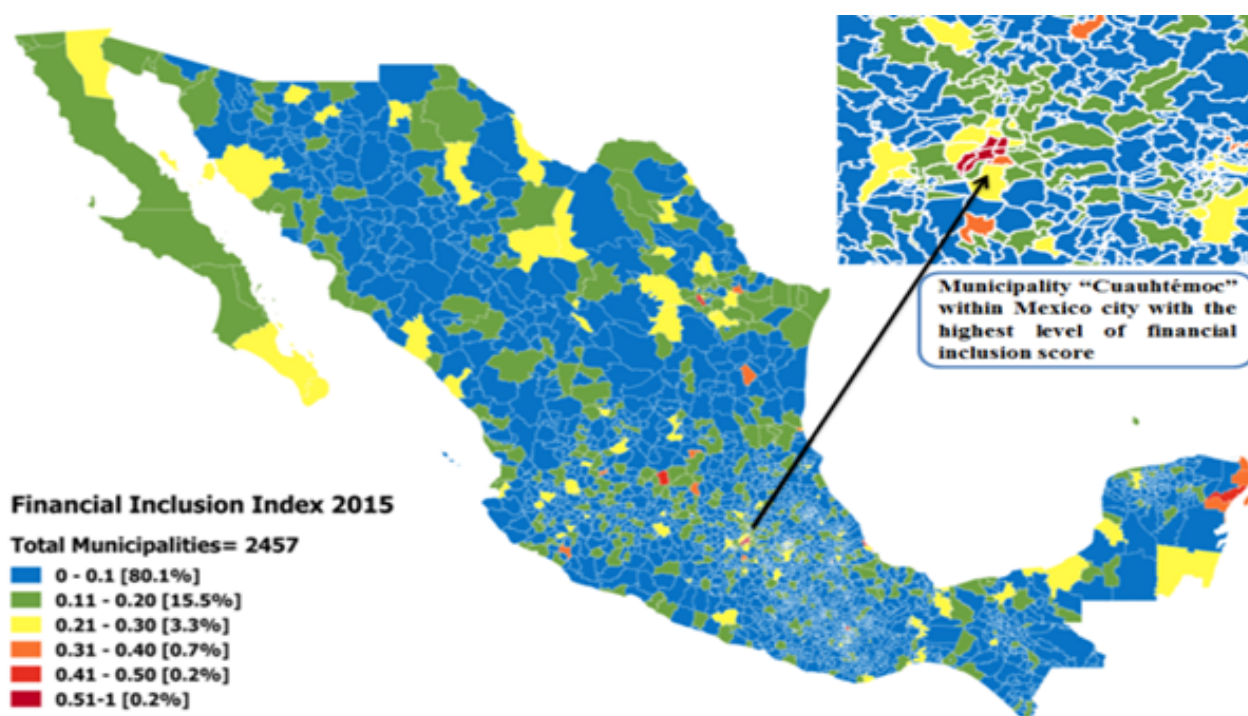 Municipality “Cuauhtémoc”
within Mexico city with the
highest level of financial
inclusion score
Financial Inclusion Index 2015
Total Municipalities= 2457
0 - 0.1 [80.1%]
0.11 - 0.20 [15.5%]
0.21 - 0.30 [3.3%]
0.31 - 0.40 [0.7%]
0.41 - 0.50 [0.2%]
0.51-1 [0.2%]